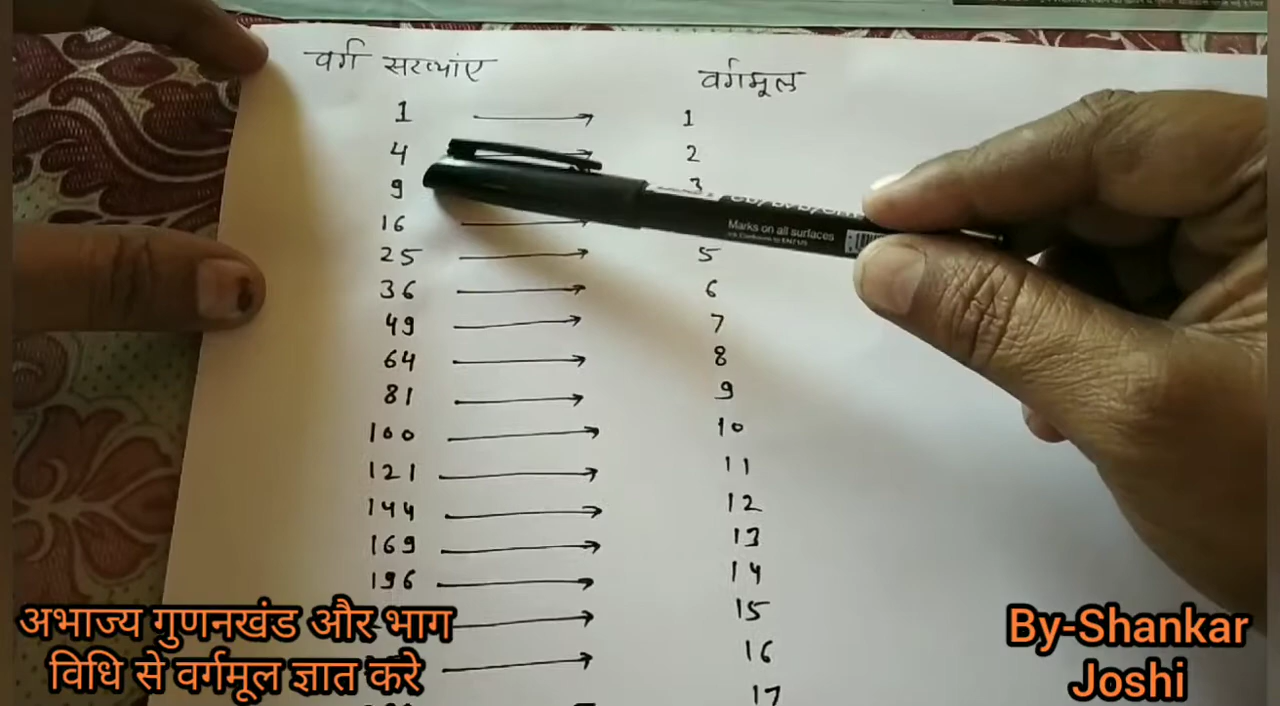 वर्ग संख्यांए वर्गमूल
1 → 1
4 → 2
9 3
16 →
25 → 5
36 → 6
49 → 7
64 → 8
81 → 9
100 → 10
121 → 11
144 → 12
169 → 13
196 → 14
→ 15
→ 16
17
Marks on all surfaces
अभाज्य गुणनखंड और भाग
विधि से वर्गमूल ज्ञात करे
By-Shankar
Joshi